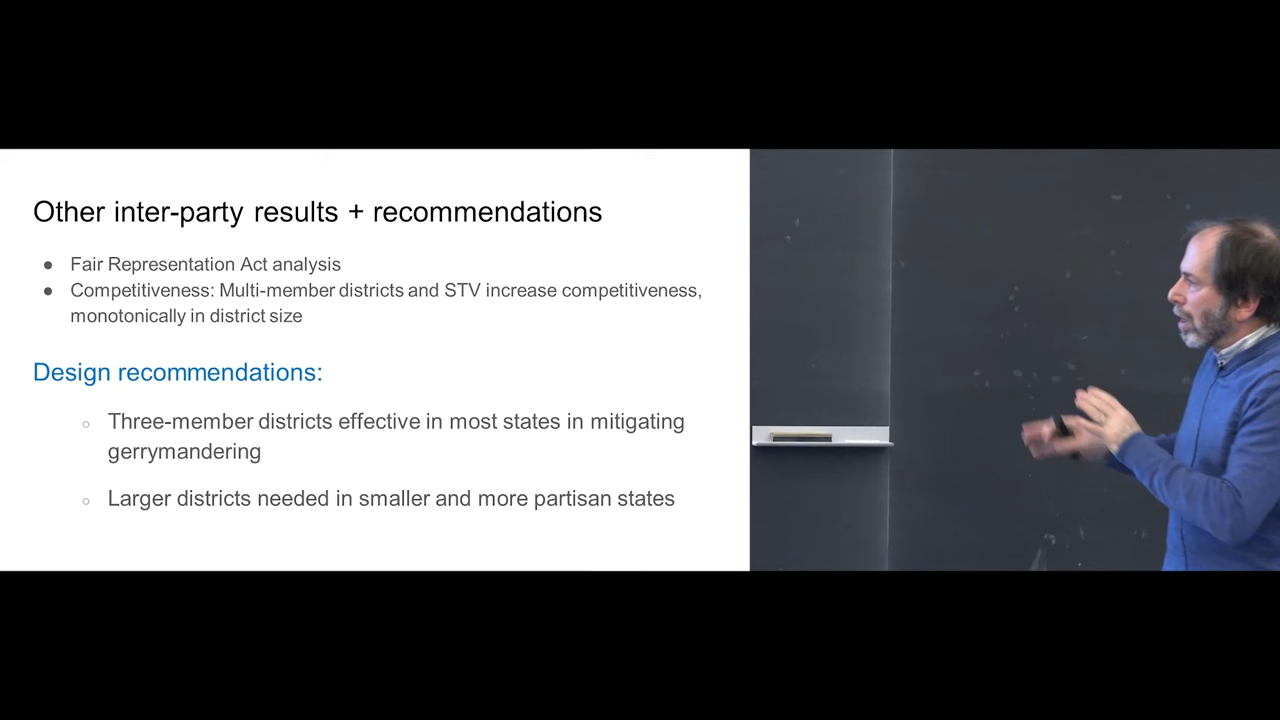 Other inter-party results + recommendations
● Fair Representation Act analysis
● Competitiveness: Multi-member districts and STV increase competitiveness,
monotonically in district size
Design recommendations:
○ Three-member districts effective in most states in mitigating
gerrymandering
○ Larger districts needed in smaller and more partisan states